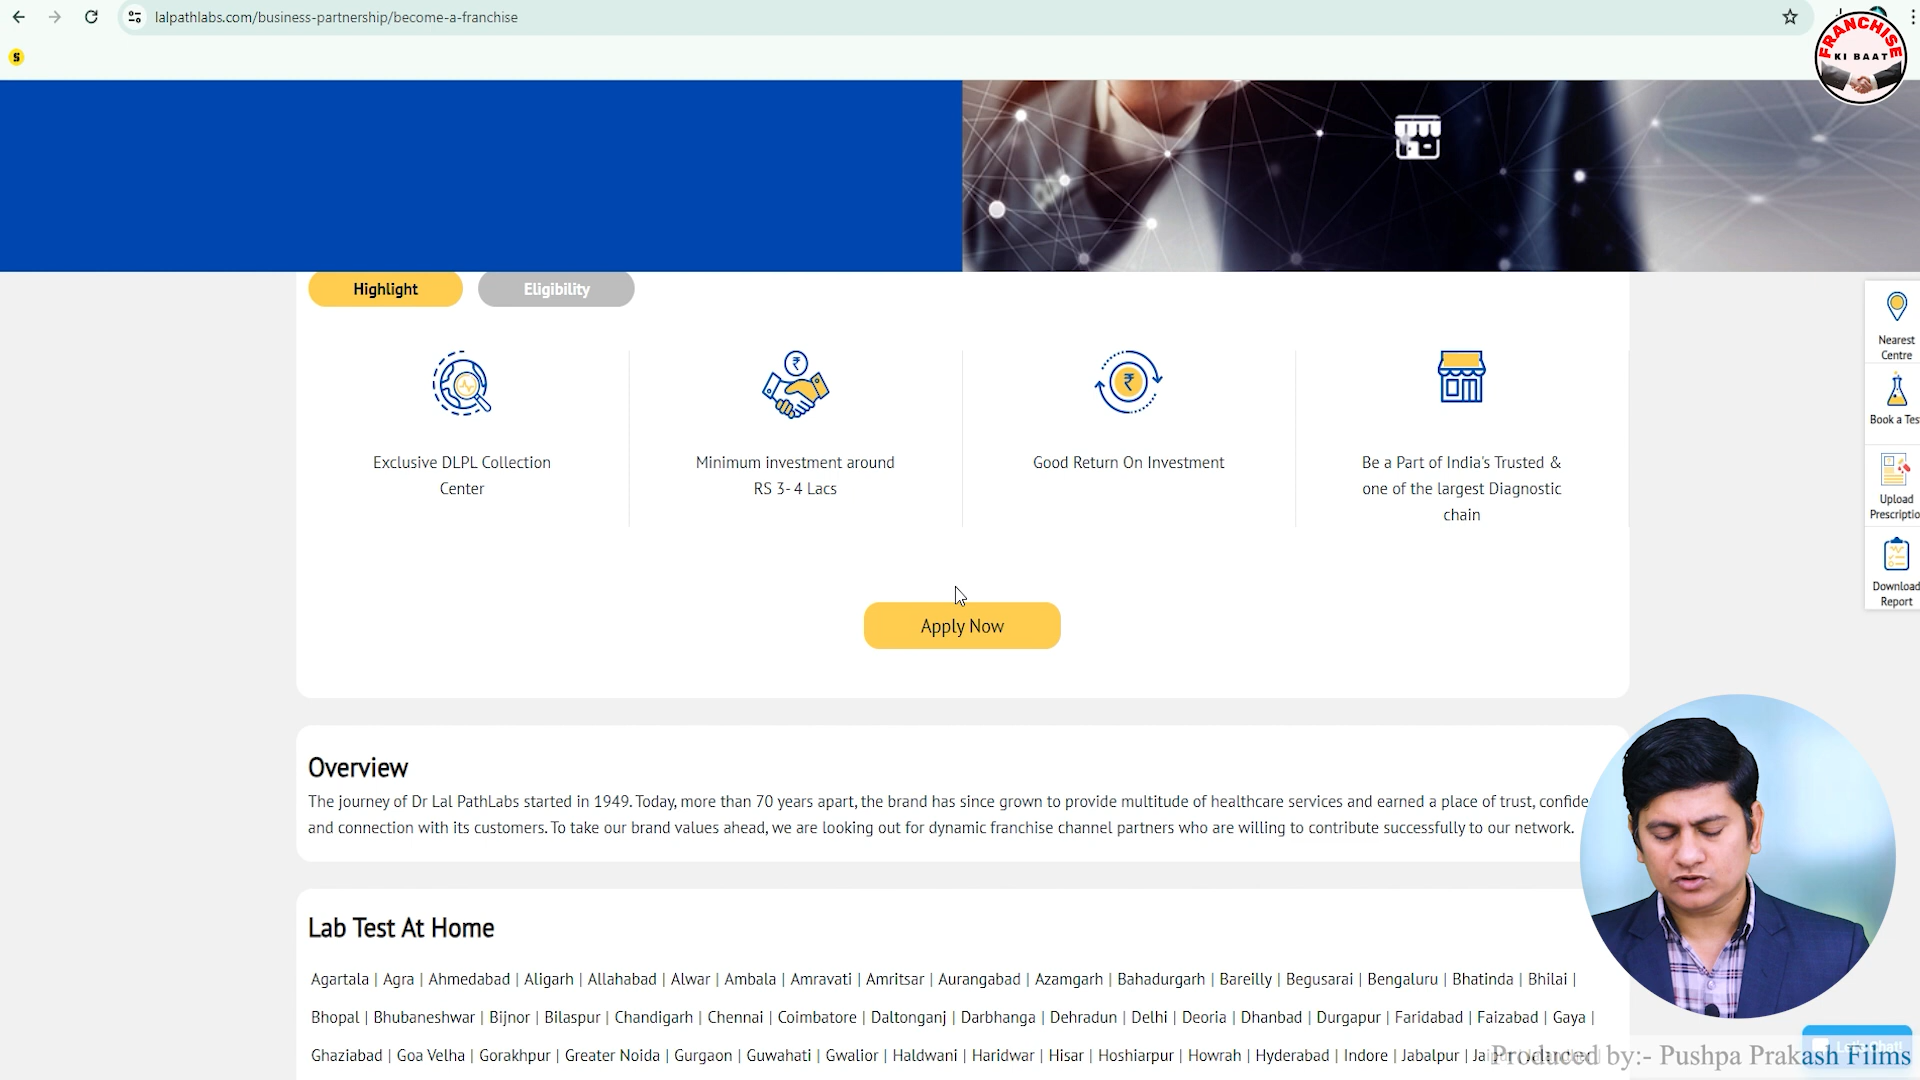 lalpathlabs.com/business-partnership/become-a-franchise
FRANCHISE
KI BAAT
S
Highlight
Eligibility
Exclusive DLPL Collection
Center
Minimum investment around
RS 3- 4 Lacs
Good Return On Investment
Be a Part of India's Trusted &
one of the largest Diagnostic
chain
Apply Now
Nearest
Centre
Book a Tes
Upload
Prescriptio
Download
Report
Overview
The journey of Dr Lal PathLabs started in 1949. Today, more than 70 years apart, the brand has since grown to provide multitude of healthcare services and earned a place of trust, confide
and connection with its customers. To take our brand values ahead, we are looking out for dynamic franchise channel partners who are willing to contribute successfully to our network.
Lab Test At Home
Agartala | Agra | Ahmedabad | Aligarh | Allahabad | Alwar | Ambala | Amravati | Amritsar | Aurangabad | Azamgarh | Bahadurgarh | Bareilly | Begusarai | Bengaluru | Bhatinda | Bhilai |
Bhopal | Bhubaneshwar | Bijnor | Bilaspur | Chandigarh | Chennai | Coimbatore | Daltonganj | Darbhanga | Dehradun | Delhi | Deoria | Dhanbad | Durgapur | Faridabad | Faizabad | Gaya |
Ghaziabad | Goa Velha | Gorakhpur | Greater Noida | Gurgaon | Guwahati | Gwalior | Haldwani | Haridwar | Hisar | Hoshiarpur | Howrah | Hyderabad | Indore | Jabalpur |
Produced by:- Pushpa Prakash Films